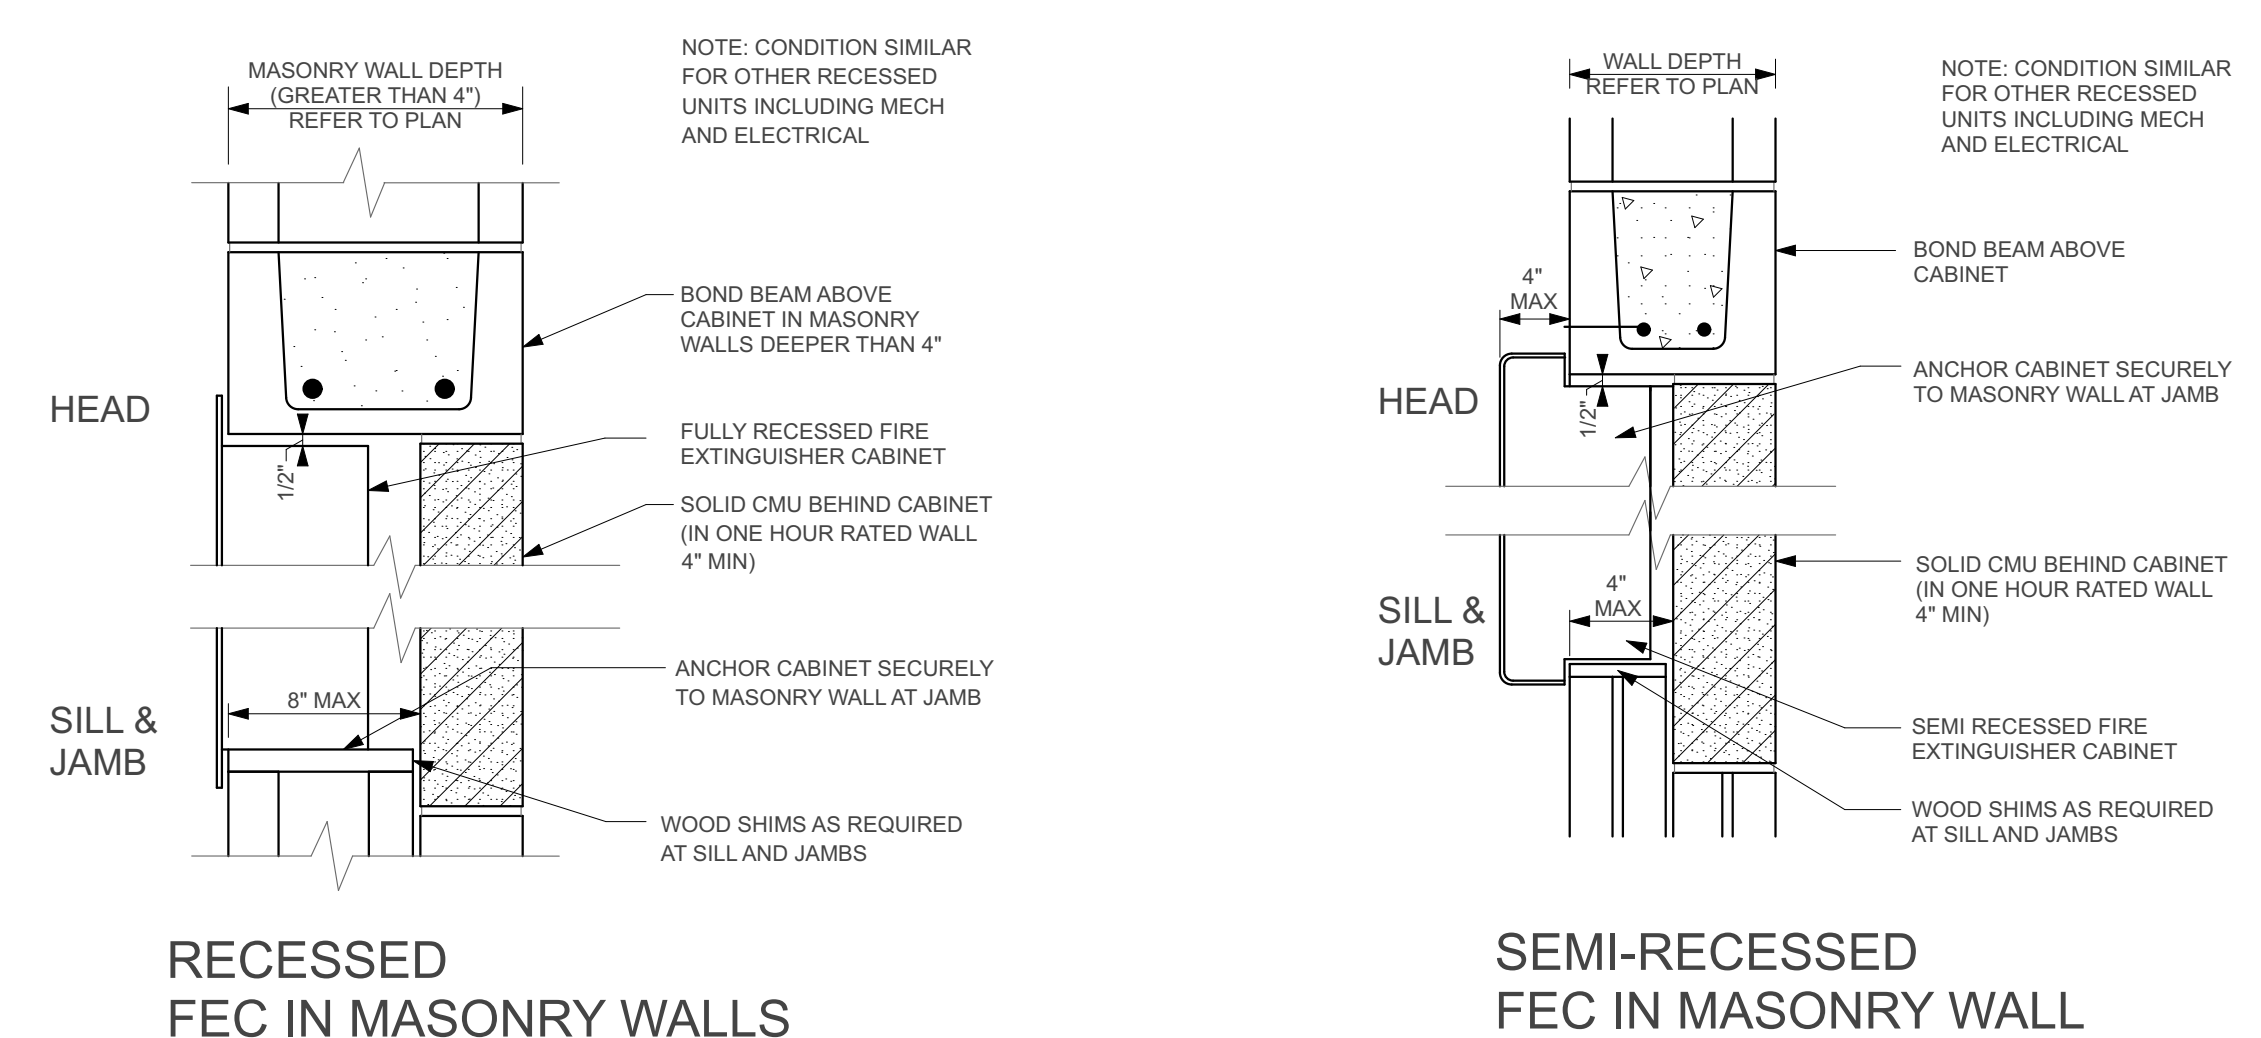 MASONRY WALL DEPTH
(GREATER THAN 4")
REFER TO PLAN
NOTE: CONDITION SIMILAR
FOR OTHER RECESSED
UNITS INCLUDING MECH
AND ELECTRICAL
BOND BEAM ABOVE
CABINET IN MASONRY
WALLS DEEPER THAN 4"
HEAD
1/2"
FULLY RECESSED FIRE
EXTINGUISHER CABINET
SOLID CMU BEHIND CABINET
(IN ONE HOUR RATED WALL
4" MIN)
ANCHOR CABINET SECURELY
TO MASONRY WALL AT JAMB
8" MAX
SILL &
JAMB
WOOD SHIMS AS REQUIRED
AT SILL AND JAMBS
RECESSED
FEC IN MASONRY WALLS
WALL DEPTH
REFER TO PLAN
NOTE: CONDITION SIMILAR
FOR OTHER RECESSED
UNITS INCLUDING MECH
AND ELECTRICAL
BOND BEAM ABOVE
CABINET
4"
MAX
ANCHOR CABINET SECURELY
TO MASONRY WALL AT JAMB
HEAD
1/2"
SOLID CMU BEHIND CABINET
(IN ONE HOUR RATED WALL
4" MIN)
4"
MAX
SILL &
JAMB
SEMI RECESSED FIRE
EXTINGUISHER CABINET
WOOD SHIMS AS REQUIRED
AT SILL AND JAMBS
SEMI-RECESSED
FEC IN MASONRY WALL